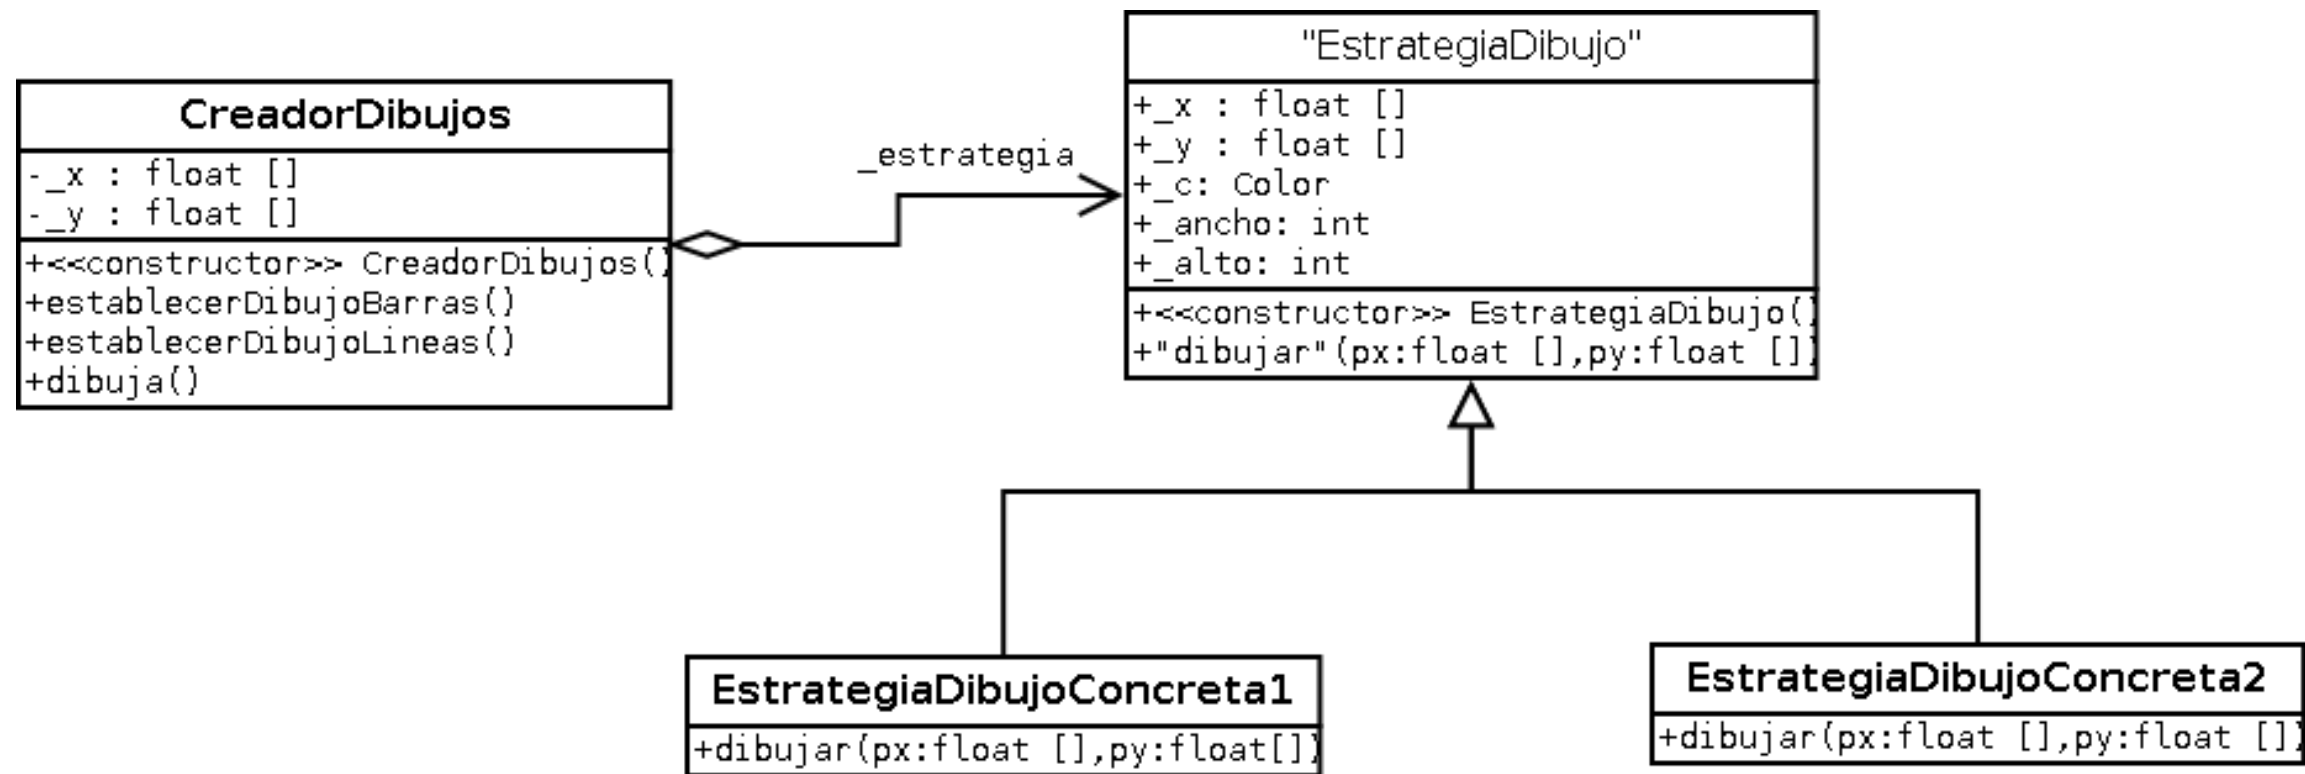 CreadorDibujos
-_x : float []
-_y : float []
+<<constructor>> CreadorDibujos()
+establecerDibujoBarras()
+establecerDibujoLineas()
+dibuja()
_estrategia
"EstrategiaDibujo"
+_x : float []
+_y : float []
+_c: Color
+_ancho: int
+_alto: int
+<<constructor>> EstrategiaDibujo()
+"dibujar"(px:float [],py:float [])
EstrategiaDibujoConcreta1
+dibujar(px:float [],py:float[])
EstrategiaDibujoConcreta2
+dibujar(px:float [],py:float [])